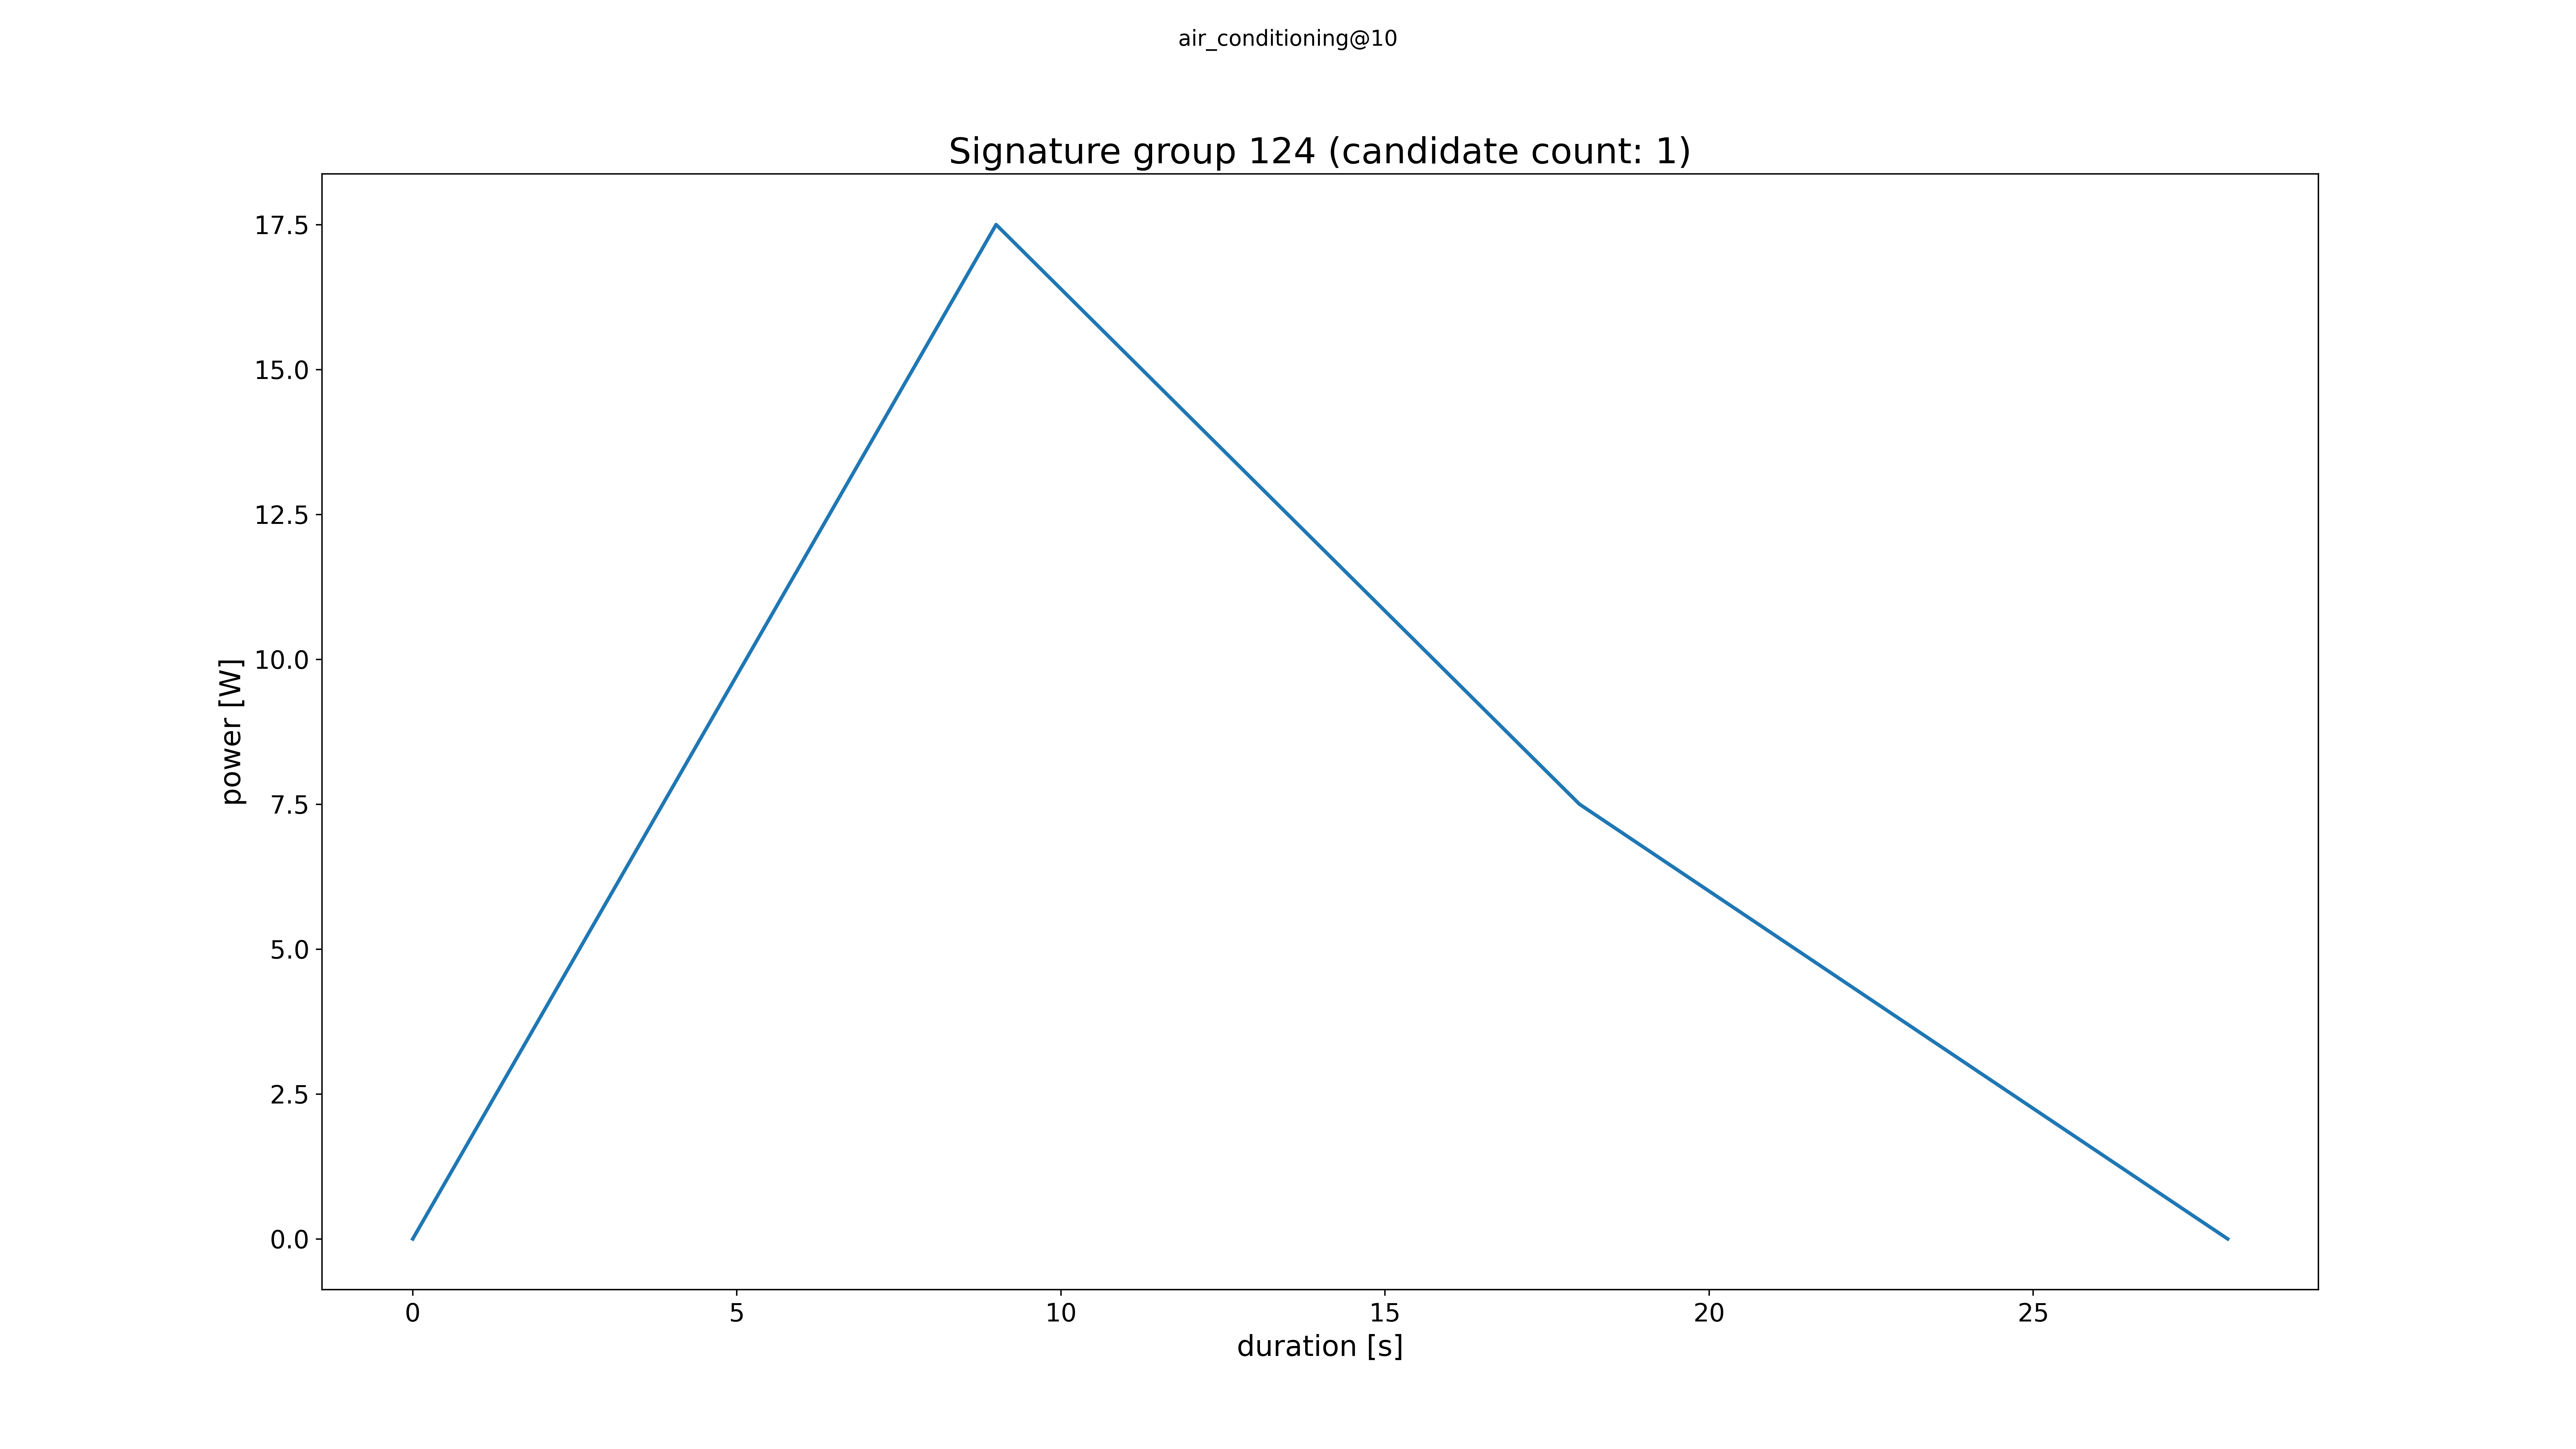 air_conditioning@10
Signature group 124 (candidate count: 1)
17.5
15.0
12.5
10.0
7.5
5.0
2.5
0.0
power [W]
0 5 10 15 20 25
duration [s]